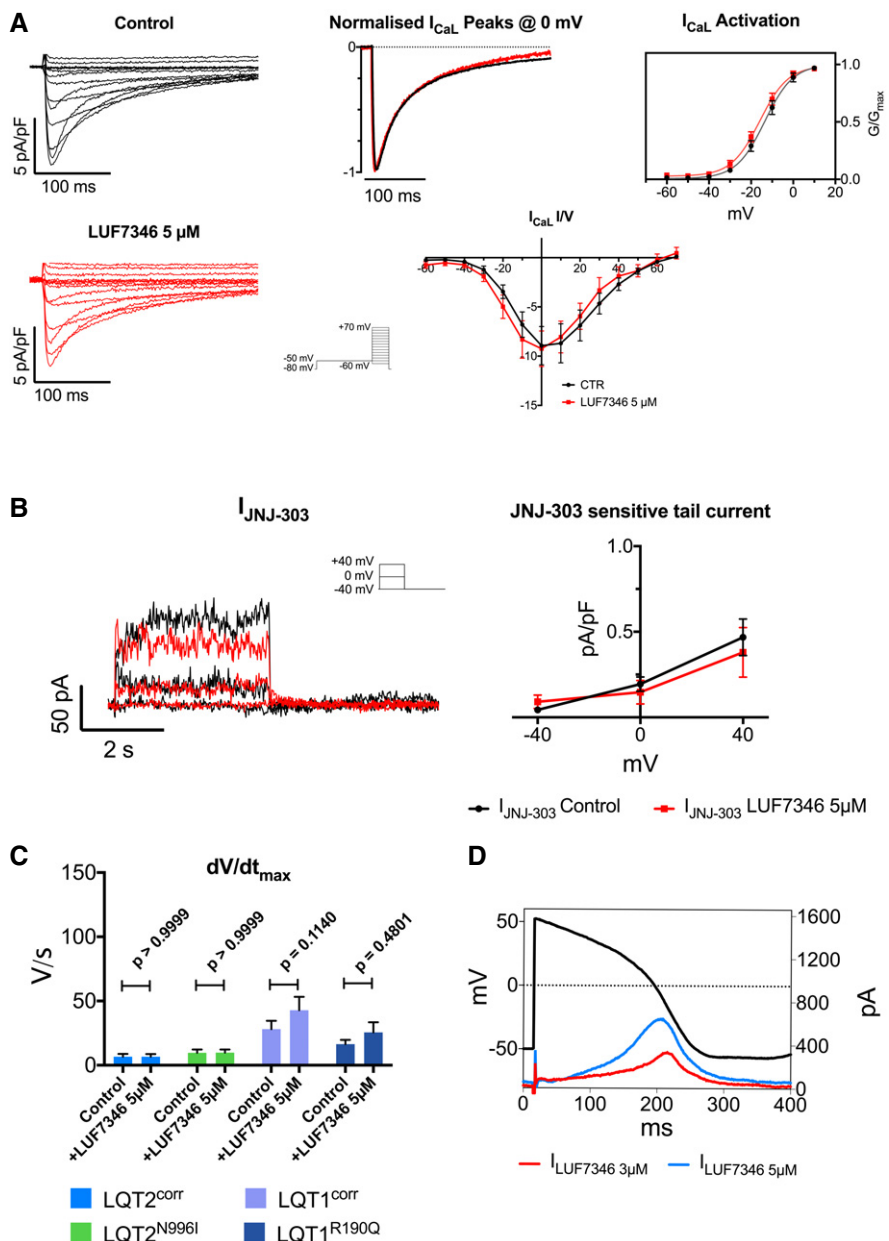 A
Control
5 pA/pF
100 ms
Normalised I_CaL Peaks @ 0 mV
0
-1
100 ms
I_CaL Activation
1.0
0.5
0.0
G/G_max
-60 -40 -20 0
mV
LUF7346 5 µM
5 pA/pF
100 ms
+70 mV
-50 mV
-80 mV
-60 mV
I_CaL I/V
-60 -40 -20 20 40 60
-5
-10
-15
CTR
LUF7346 5 µM
B
I_JNJ-303
+40 mV
0 mV
-40 mV
50 pA
2 s
JNJ-303 sensitive tail current
1.0
0.5
pA/pF
-40 0 40
mV
I_JNJ-303 Control
I_JNJ-303 LUF7346 5µM
C
dV/dt_max
150
100
50
0
V/s
p > 0.9999
p > 0.9999
p = 0.1140
p = 0.4801
Control
+LUF7346 5µM
Control
+LUF7346 5µM
Control
+LUF7346 5µM
Control
+LUF7346 5µM
LQT2^corr
LQT1^corr
LQT2^N996I
LQT1^R190Q
D
50
0
-50
mV
1600
1200
800
400
0
pA
0 100 200 300 400
ms
I_LUF7346 3µM
I_LUF7346 5µM